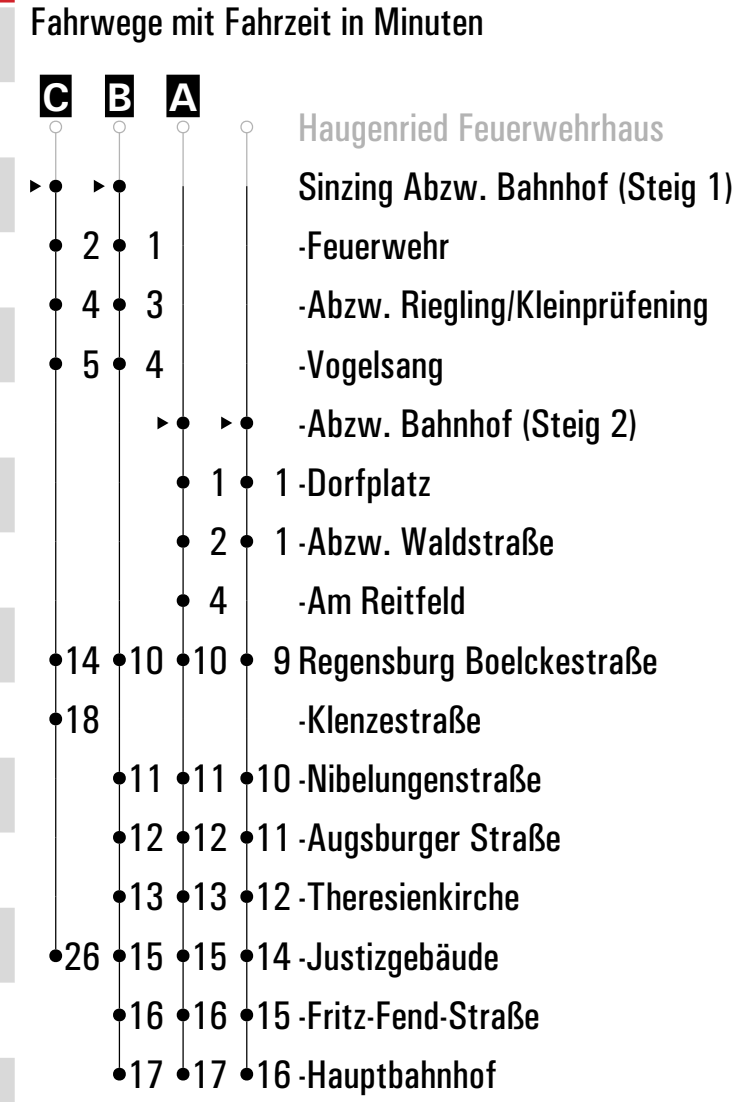 Fahrwege mit Fahrzeit in Minuten
C B A
Haugenried Feuerwehrhaus
Sinzing Abzw. Bahnhof (Steig 1)
2 1 -Feuerwehr
4 3 -Abzw. Riegling/Kleinprüfening
5 4 -Vogelsang
-Abzw. Bahnhof (Steig 2)
1 1 -Dorfplatz
2 1 -Abzw. Waldstraße
4 -Am Reitfeld
14 10 10 9 Regensburg Boelckestraße
18 -Klenzestraße
11 11 10 -Nibelungenstraße
12 12 11 -Augsburger Straße
13 13 12 -Theresienkirche
26 15 15 14 -Justizgebäude
16 16 15 -Fritz-Fend-Straße
17 17 16 -Hauptbahnhof